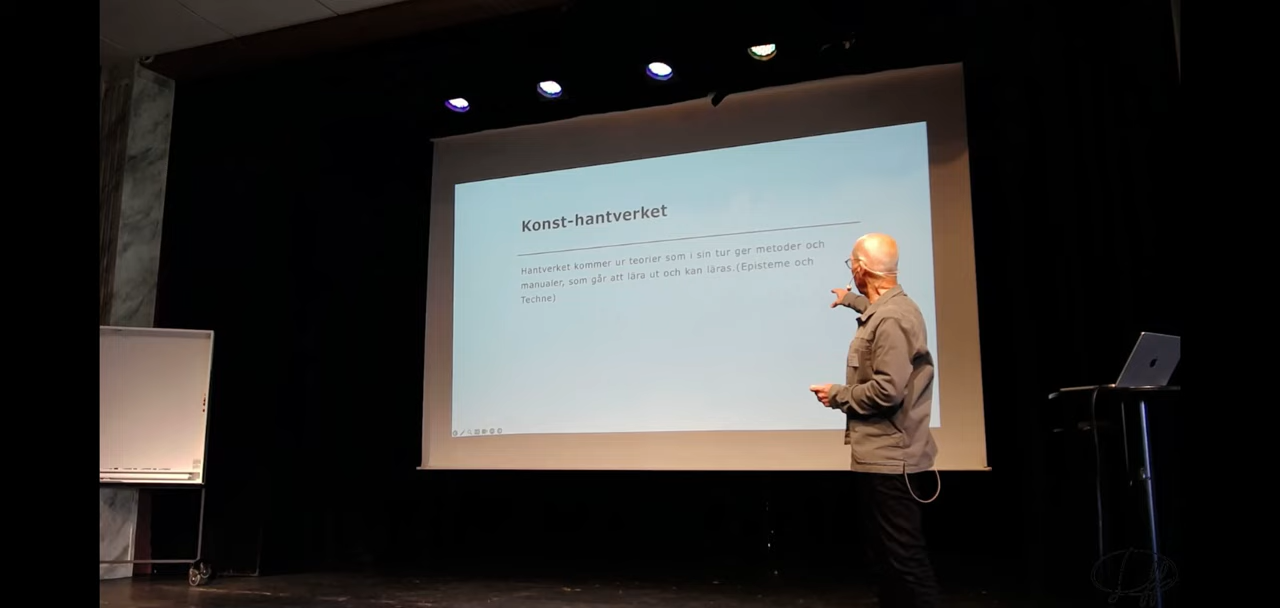 Konst-hantverket
Hantverket kommer ur teorier som i sin tur ger metoder och
manualer, som går att lära ut och kan läras.(Episteme och
Techne)